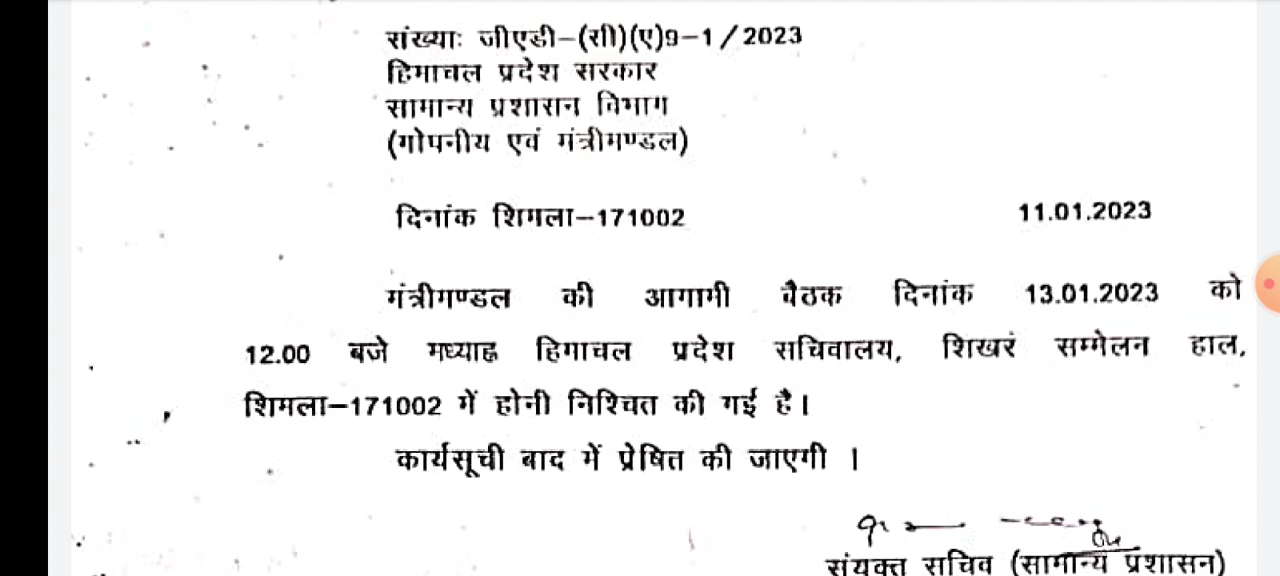 संख्याः जीएडी-(सी)(ए)9-1/2023
हिमाचल प्रदेश सरकार
सामान्य प्रशासन विभाग
(गोपनीय एवं मंत्रीमण्डल)
दिनांक शिमला-171002 11.01.2023
मंत्रीमण्डल की आगामी बैठक दिनांक 13.01.2023 को
12.00 बजे मध्याह्न हिमाचल प्रदेश सचिवालय, शिखर सम्मेलन हाल,
शिमला-171002 में होनी निश्चित की गई है।
कार्यसूची बाद में प्रेषित की जाएगी ।
संयक्त सचिव (सामान्य प्रशासन)